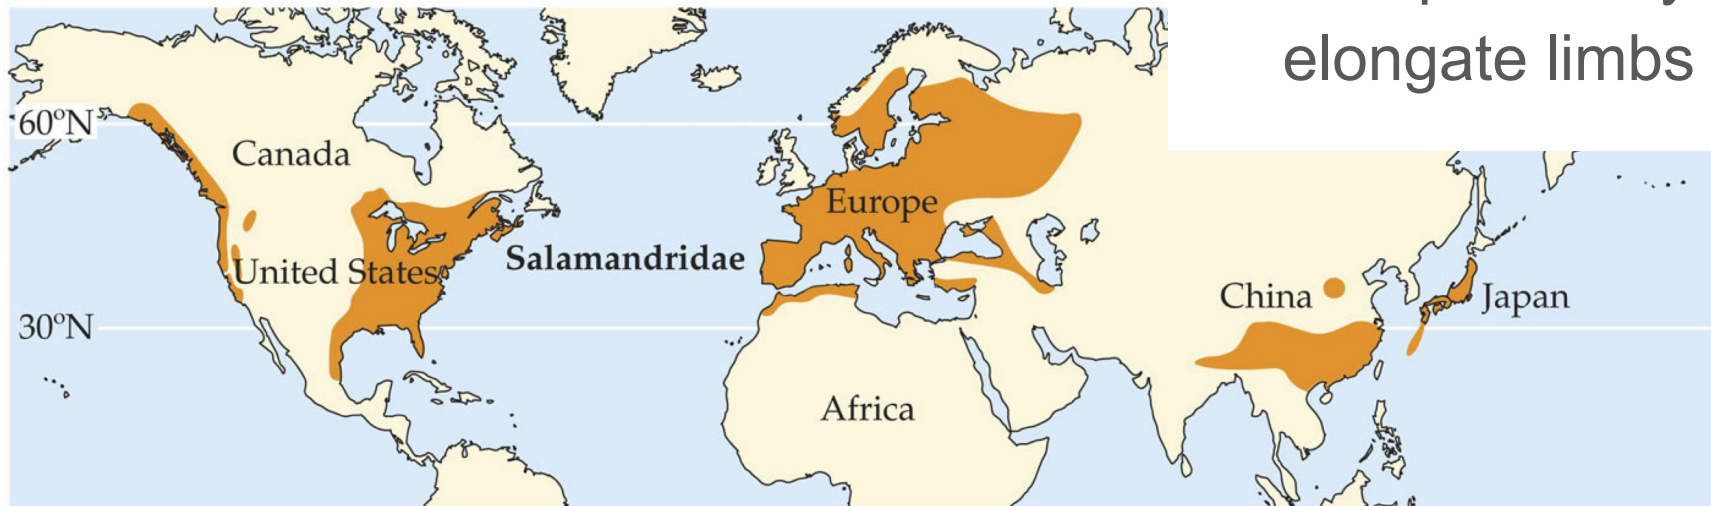 elongate limbs
60ºN
Canada
Europe
Salamandridae
United States
China
Japan
30ºN
Africa